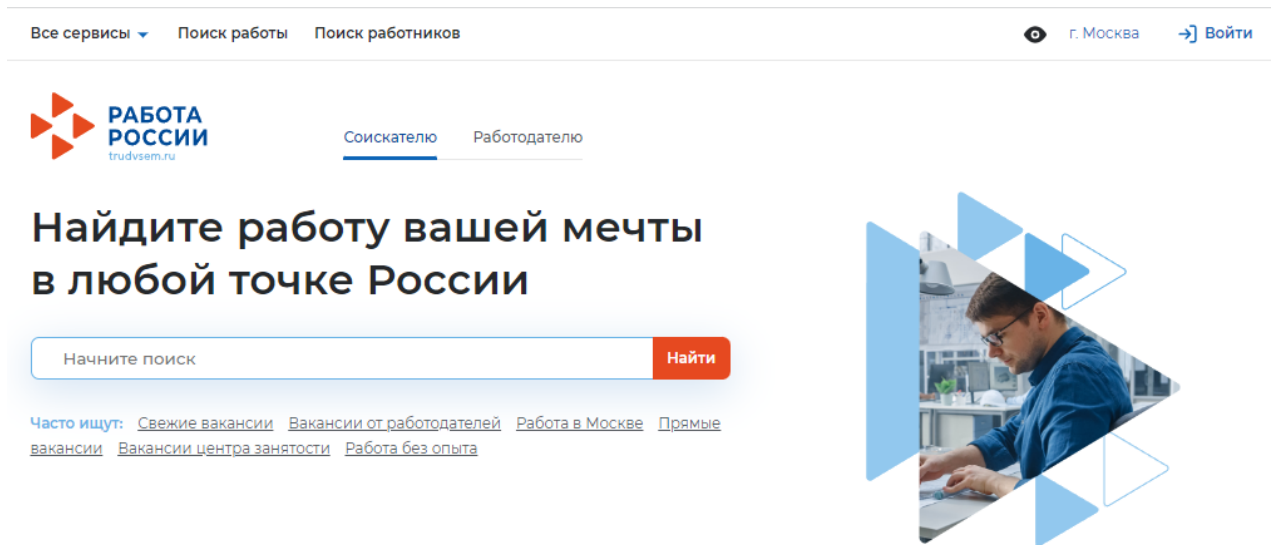 Все сервисы Поиск работы Поиск работников г. Москва Войти
РАБОТА
РОССИИ
trudvsem.ru
Соискателю Работодателю
Найдите работу вашей мечты
в любой точке России
Начните поиск Найти
Часто ищут: Свежие вакансии Вакансии от работодателей Работа в Москве Прямые
вакансии Вакансии центра занятости Работа без опыта